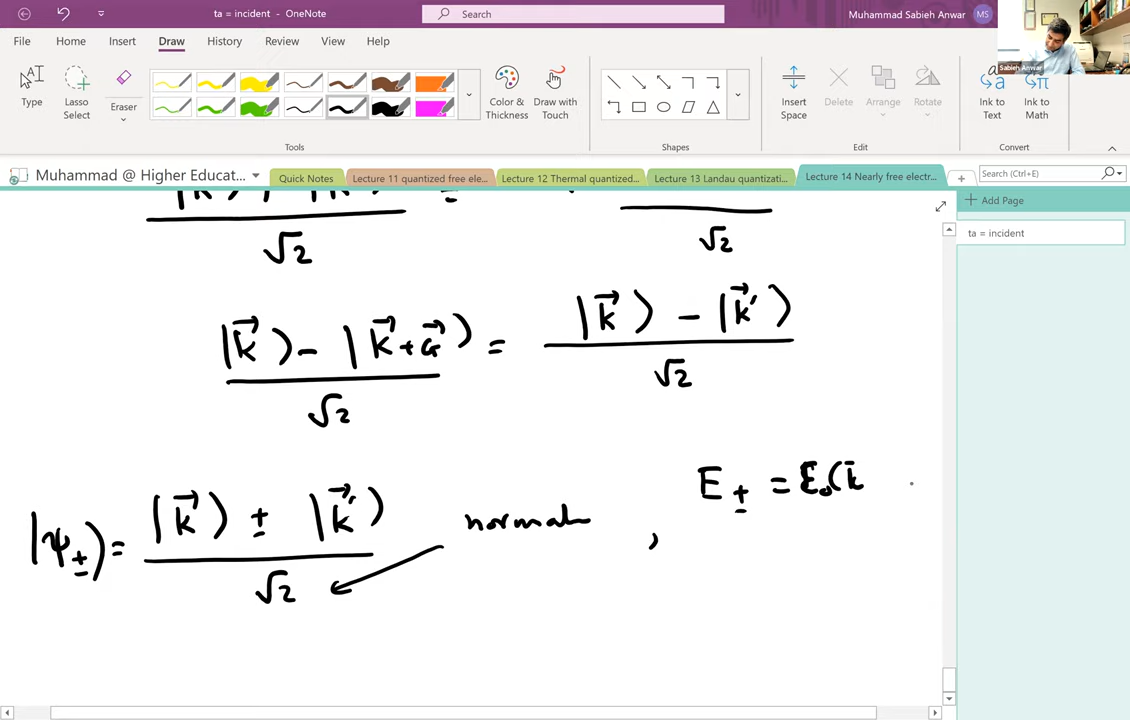 ta = incident - OneNote
Search
Muhammad Sabieh Anwar
MS
File Home Insert Draw History Review View Help
Sabieh Anwar
Type
Lasso Select
Eraser
Color & Thickness
Draw with Touch
Insert Space
Delete
Arrange
Rotate
Ink to Text
Ink to Math
Tools
Shapes
Edit
Convert
Muhammad @ Higher Educat...
Quick Notes
Lecture 11 quantized free ele...
Lecture 12 Thermal quantized...
Lecture 13 Landau quantizati...
Lecture 14 Nearly free electr...
Search (Ctrl+E)
Add Page
ta = incident
√2 √2
|k⃗⟩ - |k⃗+G⃗⟩ / √2 = |k⃗⟩ - |k⃗'⟩ / √2
|ψ±⟩ = |k⃗⟩ ± |k⃗'⟩ / √2
normal
, E± = E₀(k